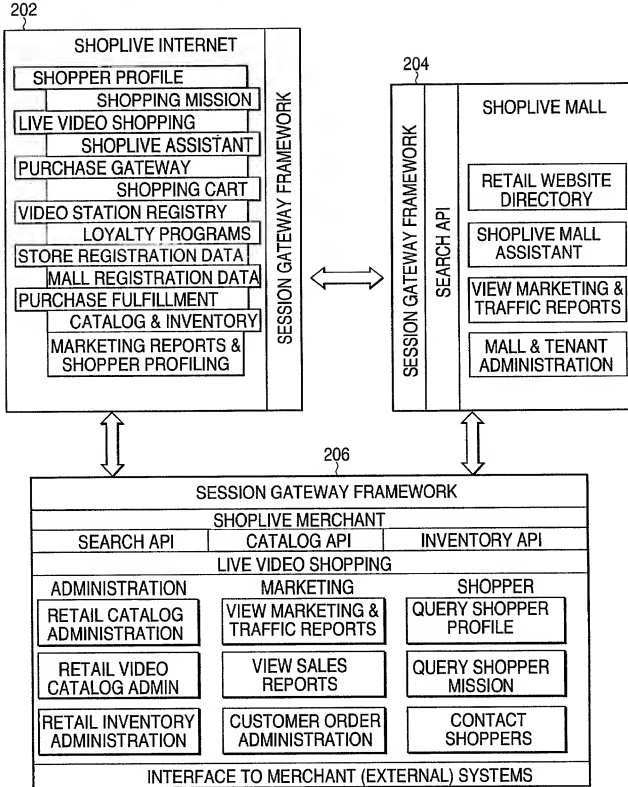 202
SHOPLIVE INTERNET
SHOPPER PROFILE
SHOPPING MISSION
LIVE VIDEO SHOPPING
SHOPLIVE ASSISTANT
PURCHASE GATEWAY
SHOPPING CART
VIDEO STATION REGISTRY
LOYALTY PROGRAMS
STORE REGISTRATION DATA
MALL REGISTRATION DATA
PURCHASE FULFILLMENT
CATALOG & INVENTORY
MARKETING REPORTS &
SHOPPER PROFILING
SESSION GATEWAY FRAMEWORK
204
SESSION GATEWAY FRAMEWORK
SEARCH API
SHOPLIVE MALL
RETAIL WEBSITE
DIRECTORY
SHOPLIVE MALL
ASSISTANT
VIEW MARKETING &
TRAFFIC REPORTS
MALL & TENANT
ADMINISTRATION
206
SESSION GATEWAY FRAMEWORK
SHOPLIVE MERCHANT
SEARCH API
CATALOG API
INVENTORY API
LIVE VIDEO SHOPPING
ADMINISTRATION
RETAIL CATALOG
ADMINISTRATION
RETAIL VIDEO
CATALOG ADMIN
RETAIL INVENTORY
ADMINISTRATION
MARKETING
VIEW MARKETING &
TRAFFIC REPORTS
VIEW SALES
REPORTS
CUSTOMER ORDER
ADMINISTRATION
SHOPPER
QUERY SHOPPER
PROFILE
QUERY SHOPPER
MISSION
CONTACT
SHOPPERS
INTERFACE TO MERCHANT (EXTERNAL) SYSTEMS